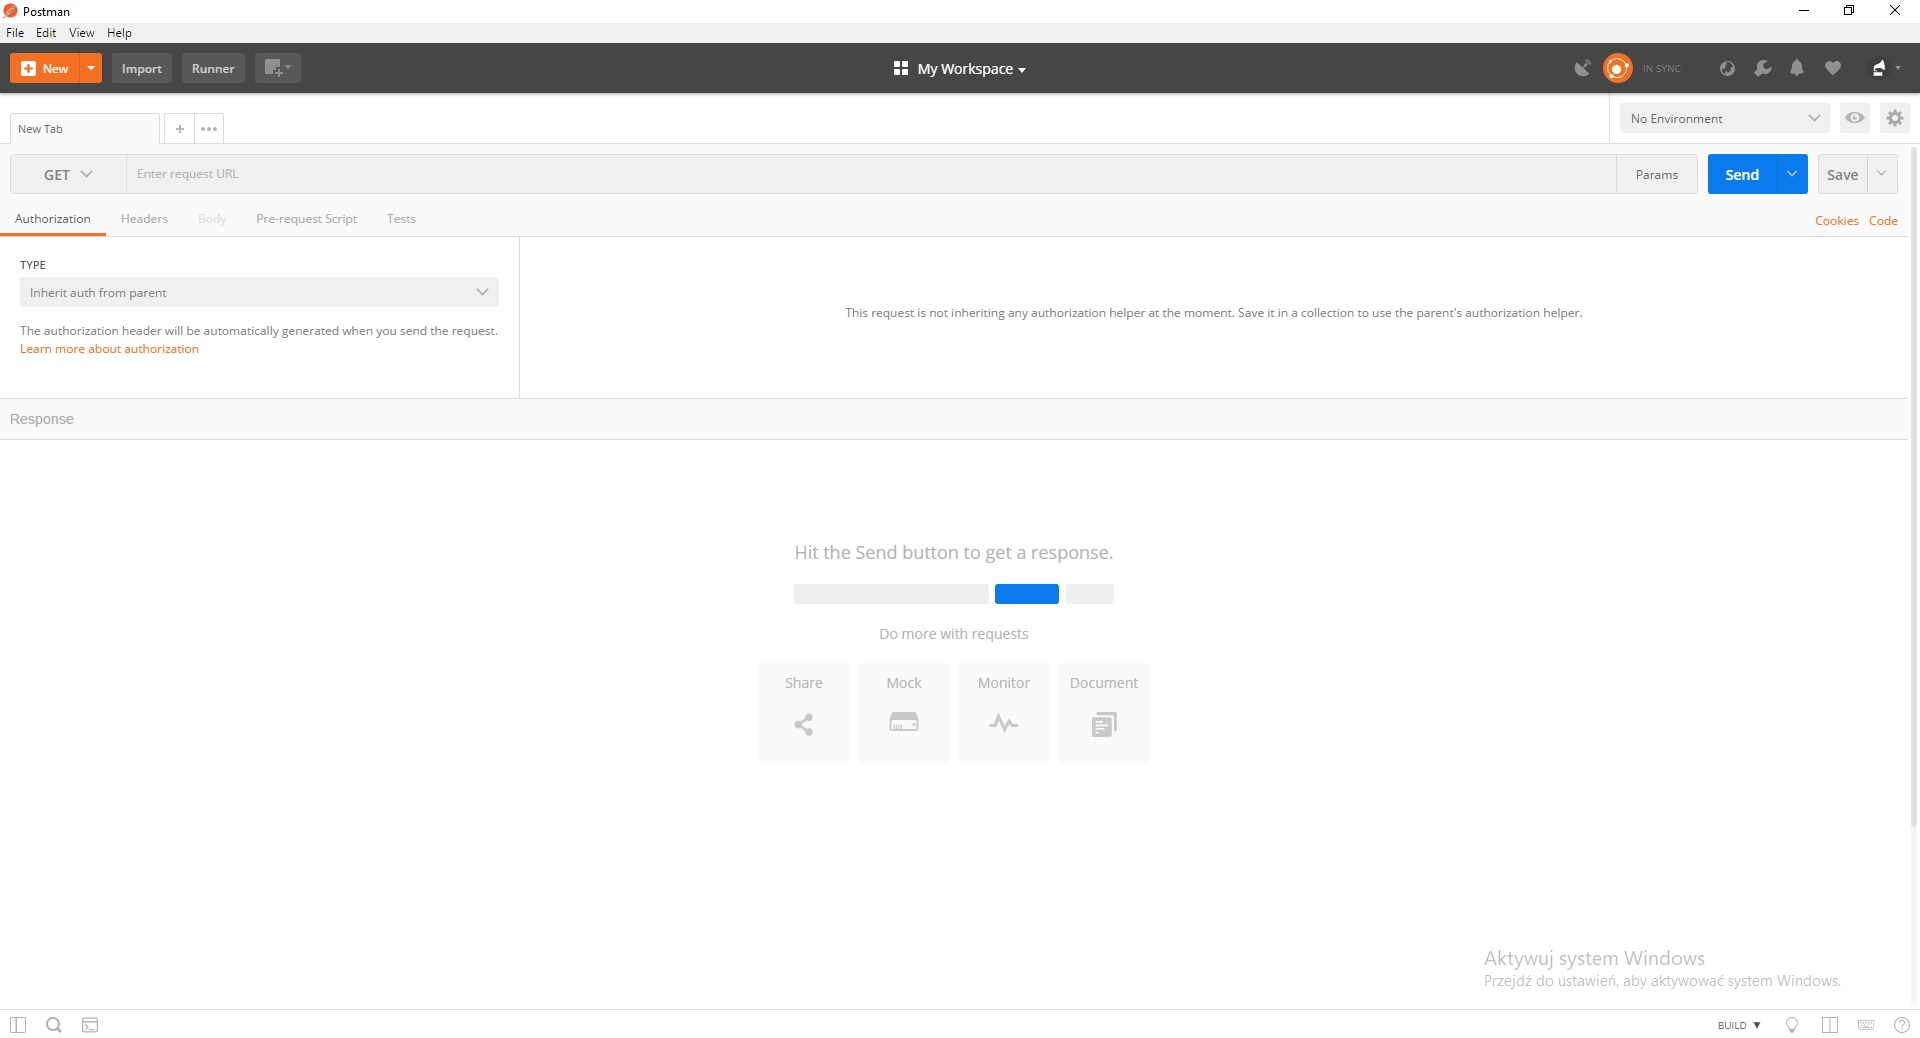 Postman
File Edit View Help
New Import Runner My Workspace IN SYNC
New Tab + ••• No Environment
GET Enter request URL Params Send Save
Authorization Headers Body Pre-request Script Tests Cookies Code
TYPE
Inherit auth from parent
The authorization header will be automatically generated when you send the request.
Learn more about authorization
This request is not inheriting any authorization helper at the moment. Save it in a collection to use the parent's authorization helper.
Response
Hit the Send button to get a response.
Do more with requests
Share Mock Monitor Document
Aktywuj system Windows
Przejdź do ustawień, aby aktywować system Windows.
BUILD